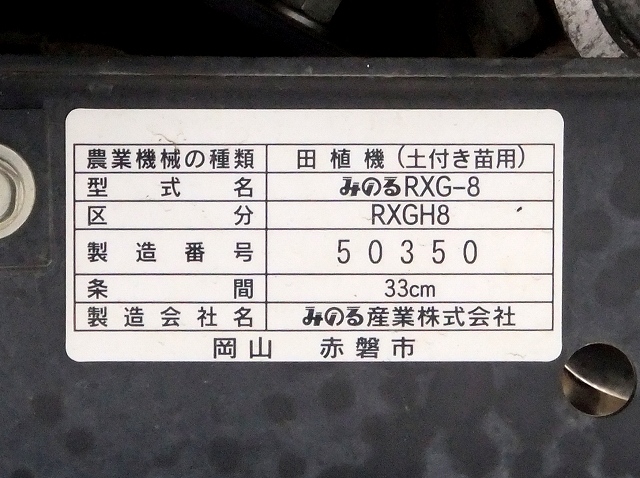 農業機械の種類 田植機(土付き苗用)
型式名 みのるRXG-8
区分 RXGH8
製造番号 50350
条間 33cm
製造会社名 みのる産業株式会社
岡山 赤磐市